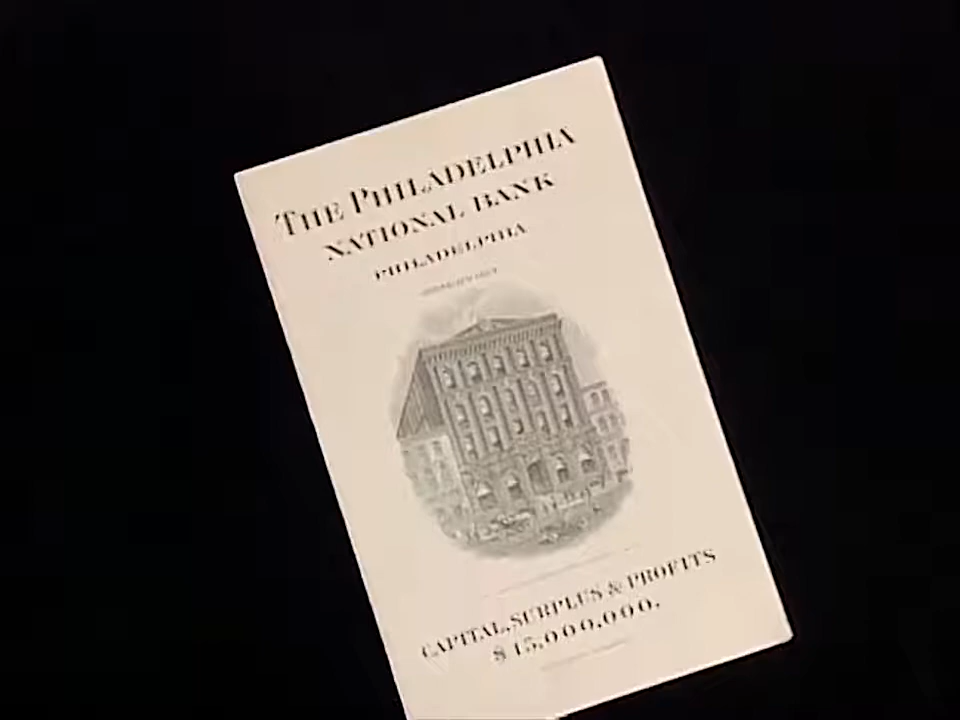 THE PHILADELPHIA
NATIONAL BANK
PHILADELPHIA
CAPITAL, SURPLUS & PROFITS
$15,000,000.